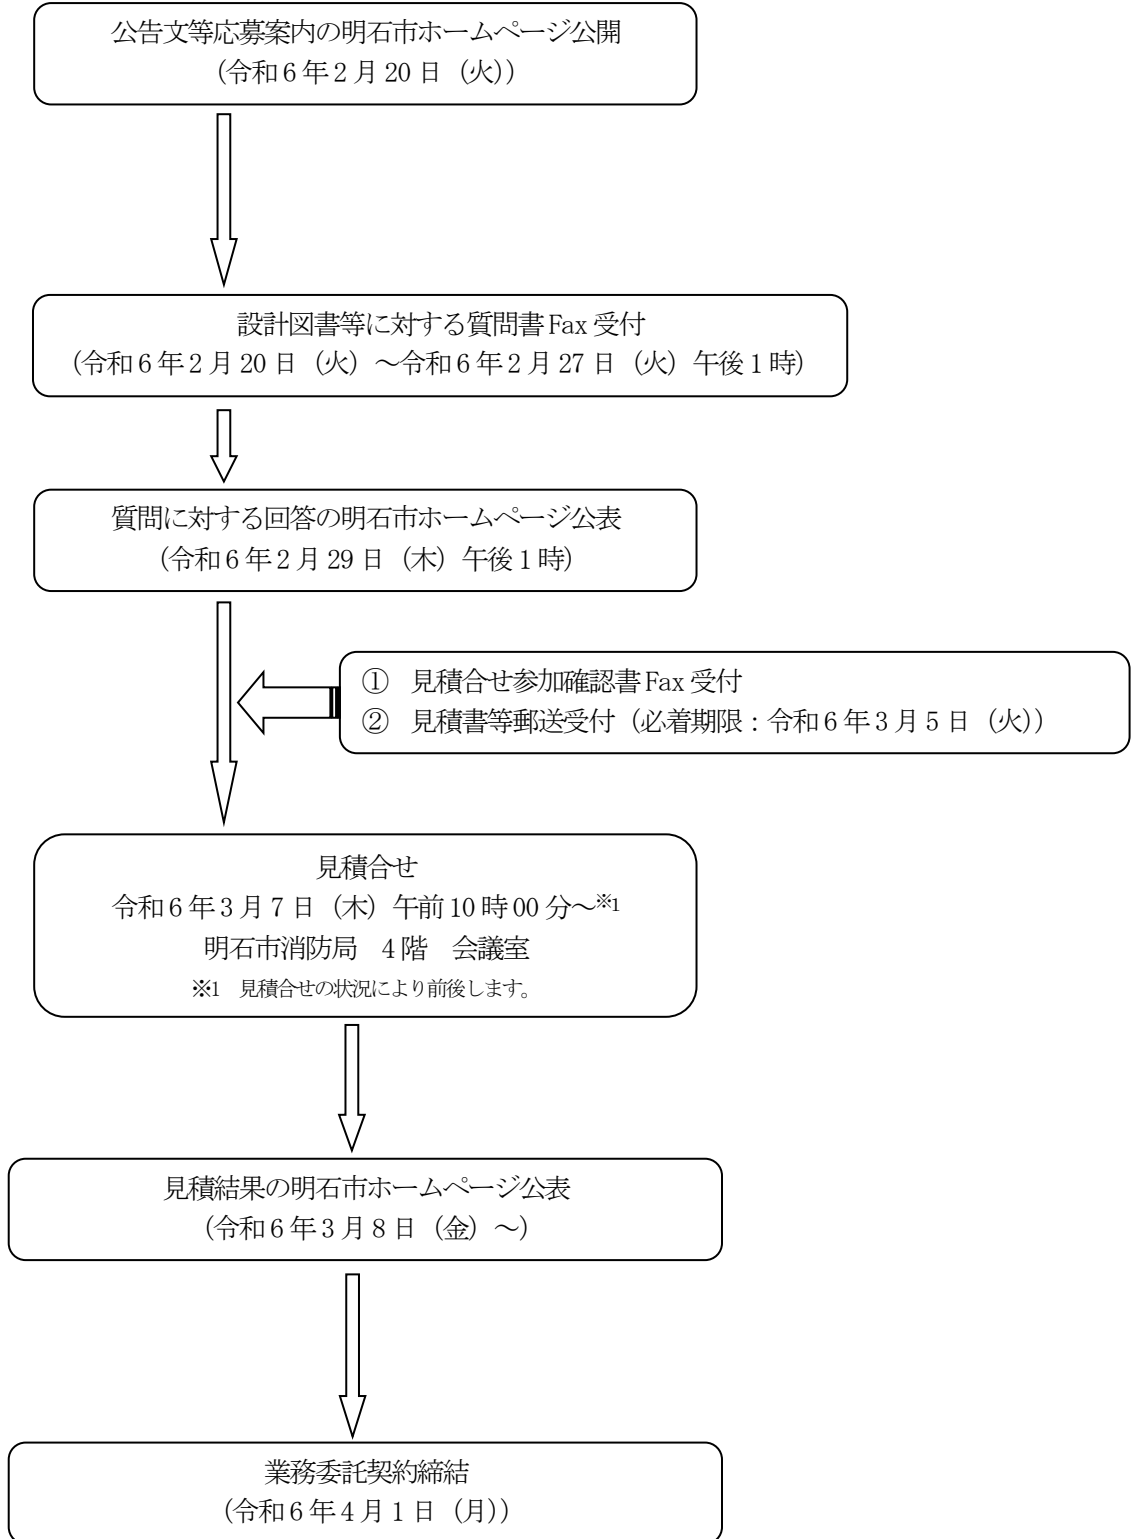 公告文等応募案内の明石市ホームページ公開
(令和6年2月20日（火）)
設計図書等に対する質問書Fax受付
(令和6年2月20日（火）～令和6年2月27日（火）午後1時)
質問に対する回答の明石市ホームページ公表
(令和6年2月29日（木）午後1時)
①　見積合せ参加確認書Fax受付
②　見積書等郵送受付（必着期限：令和6年3月5日（火）)
見積合せ
令和6年3月7日（木）午前10時00分～※1
明石市消防局　4階　会議室
※1　見積合せの状況により前後します。
見積結果の明石市ホームページ公表
(令和6年3月8日（金）～)
業務委託契約締結
(令和6年4月1日（月）)